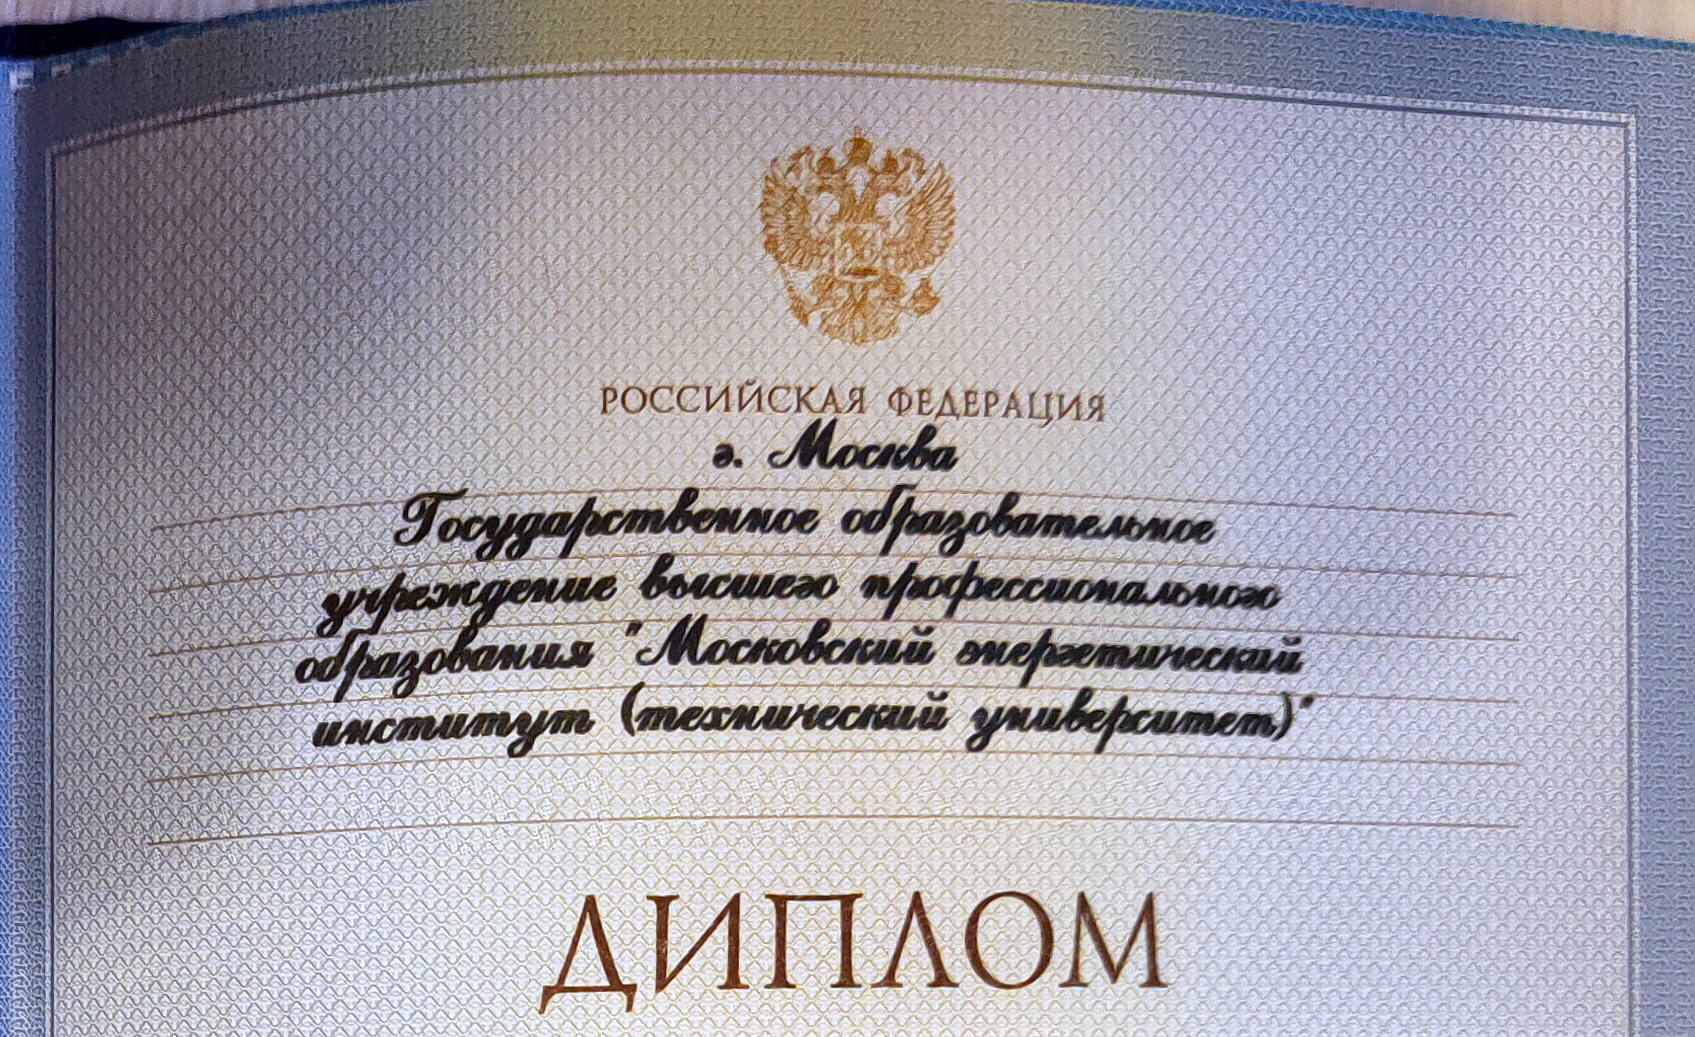 РОССИЙСКАЯ ФЕДЕРАЦИЯ
г. Москва
Государственное образовательное
учреждение высшего профессионального
образования "Московский энергетический
институт (технический университет)"
ДИПЛОМ